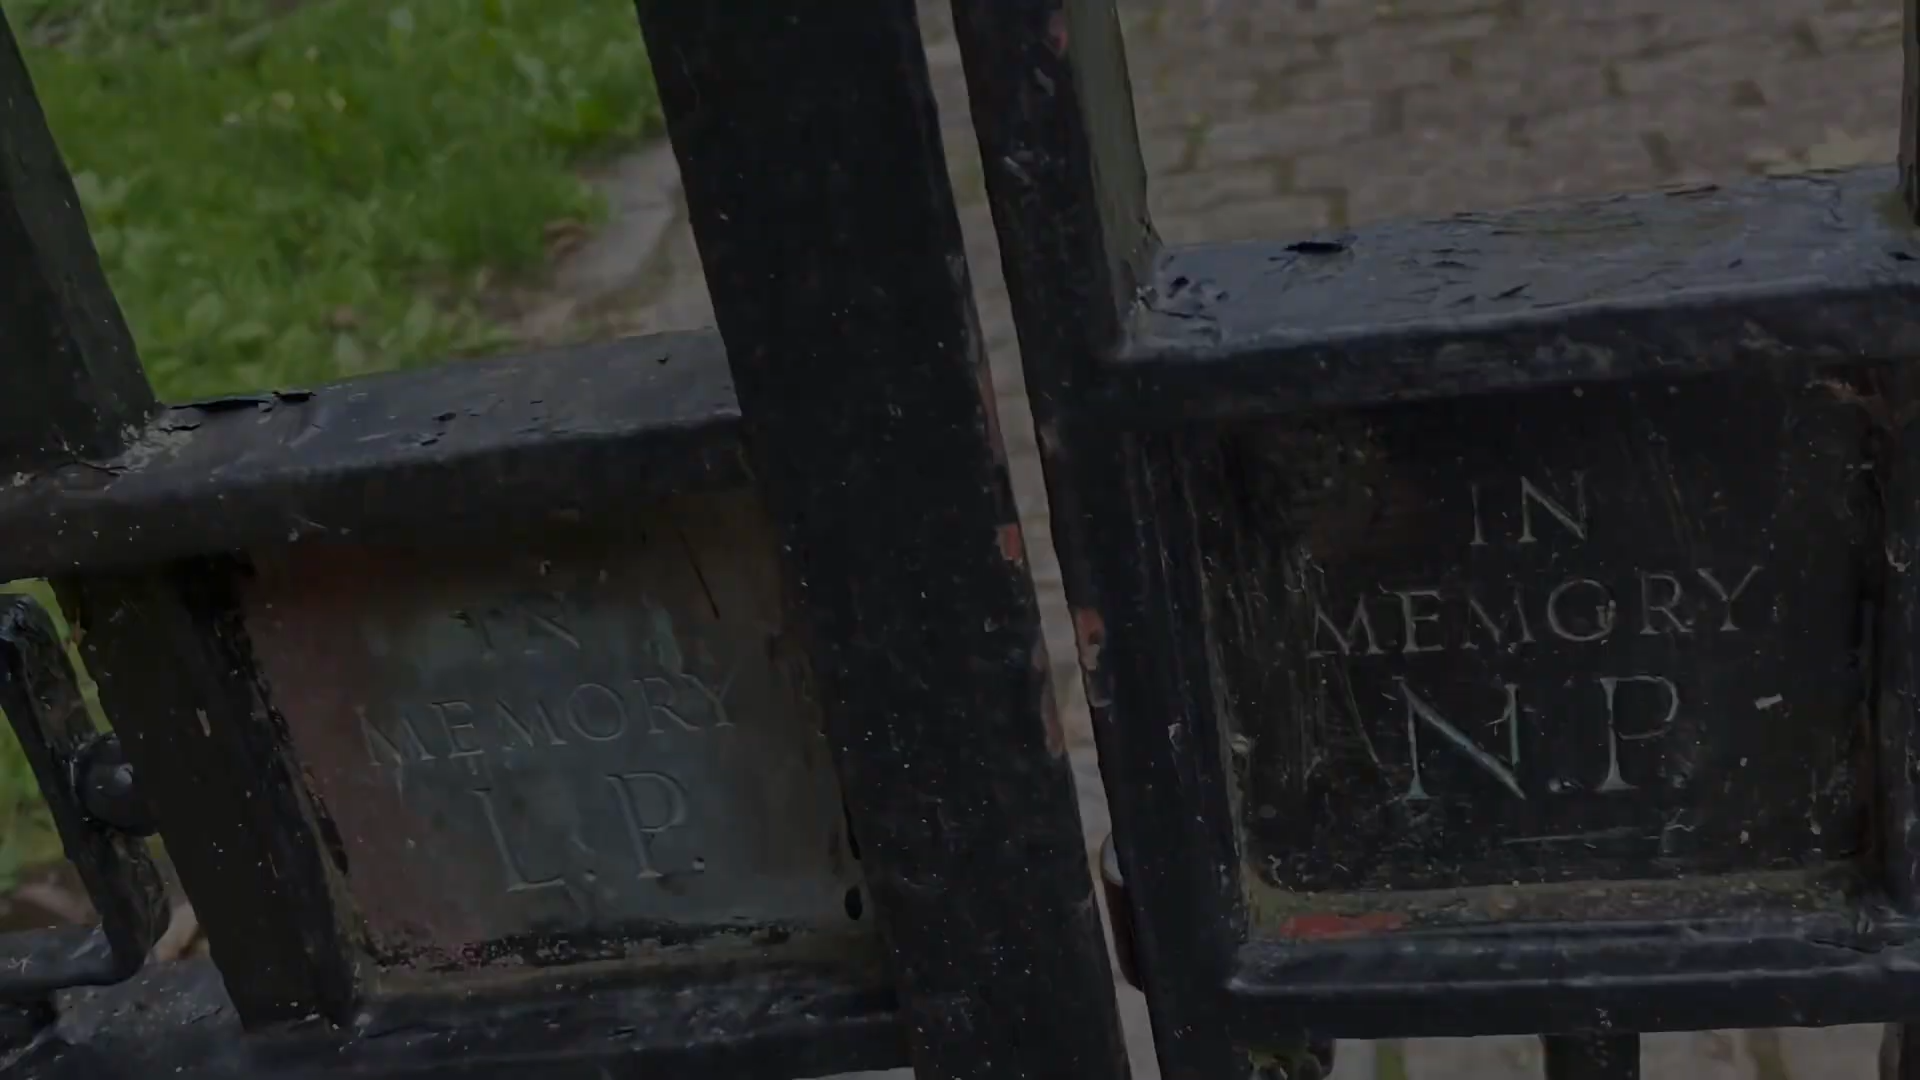 IN
MEMORY
L.P.
IN
MEMORY
N.P